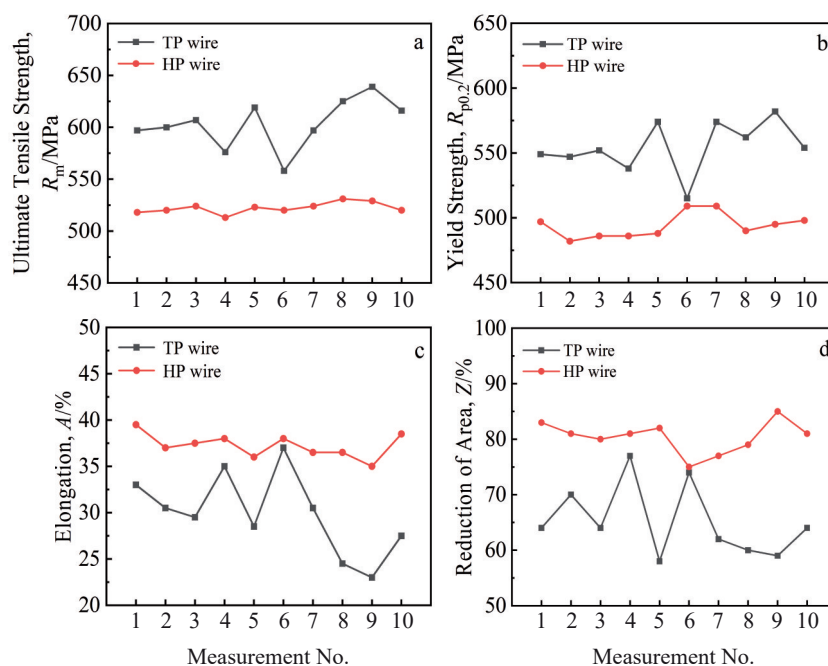 Ultimate Tensile Strength,
R_m/MPa
700
650
600
550
500
450
TP wire
HP wire
a
1 2 3 4 5 6 7 8 9 10
Yield Strength, R_p0.2/MPa
650
600
550
500
450
TP wire
HP wire
b
1 2 3 4 5 6 7 8 9 10
Elongation, A/%
50
45
40
35
30
25
20
TP wire
HP wire
c
1 2 3 4 5 6 7 8 9 10
Measurement No.
Reduction of Area, Z/%
100
90
80
70
60
50
TP wire
HP wire
d
1 2 3 4 5 6 7 8 9 10
Measurement No.